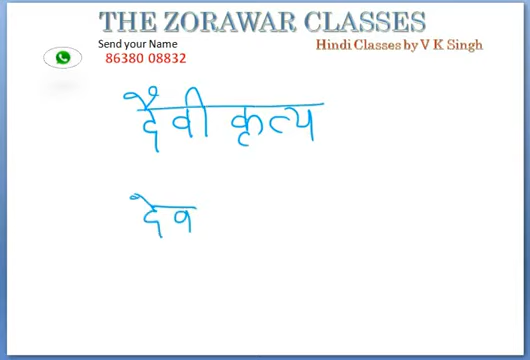 THE ZORAWAR CLASSES
Send your Name
86380 08832
Hindi Classes by V K Singh
दैवी कृत्य
देव